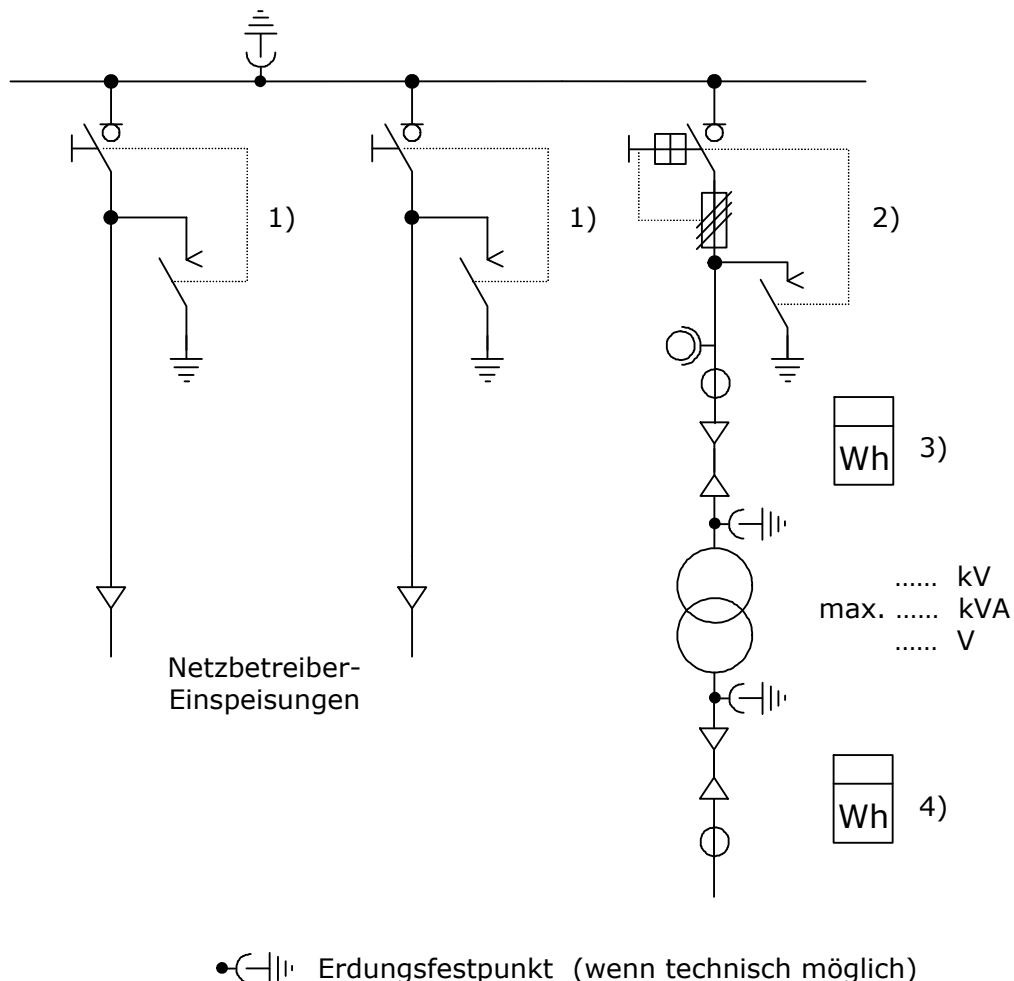 1)
1)
2)
Wh
3)
...... kV
max. ...... kVA
...... V
Netzbetreiber-
Einspeisungen
Wh
4)
Erdungsfestpunkt (wenn technisch möglich)